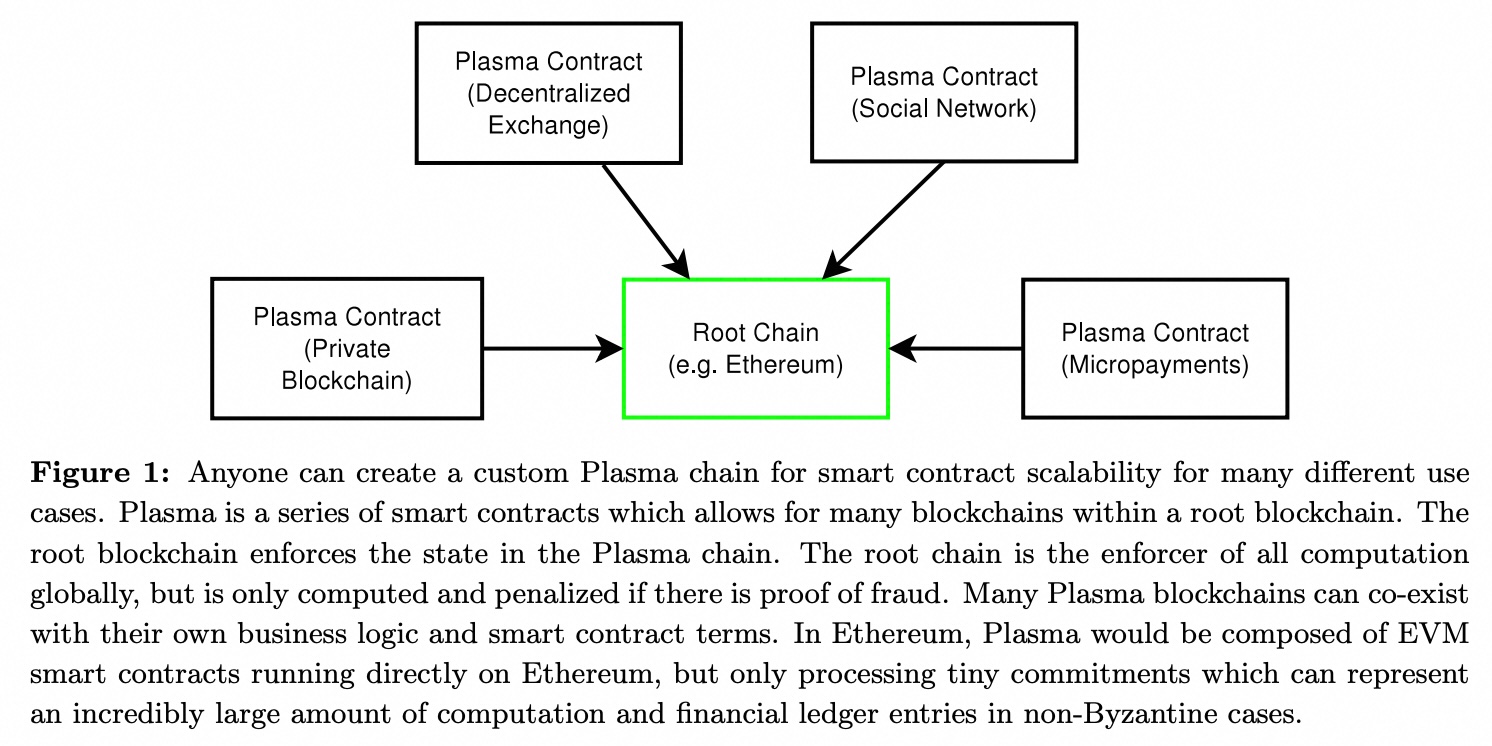 Plasma Contract
(Decentralized
Exchange)
Plasma Contract
(Social Network)
Plasma Contract
(Private
Blockchain)
Root Chain
(e.g. Ethereum)
Plasma Contract
(Micropayments)
Figure 1: Anyone can create a custom Plasma chain for smart contract scalability for many different use
cases. Plasma is a series of smart contracts which allows for many blockchains within a root blockchain. The
root blockchain enforces the state in the Plasma chain. The root chain is the enforcer of all computation
globally, but is only computed and penalized if there is proof of fraud. Many Plasma blockchains can co-exist
with their own business logic and smart contract terms. In Ethereum, Plasma would be composed of EVM
smart contracts running directly on Ethereum, but only processing tiny commitments which can represent
an incredibly large amount of computation and financial ledger entries in non-Byzantine cases.